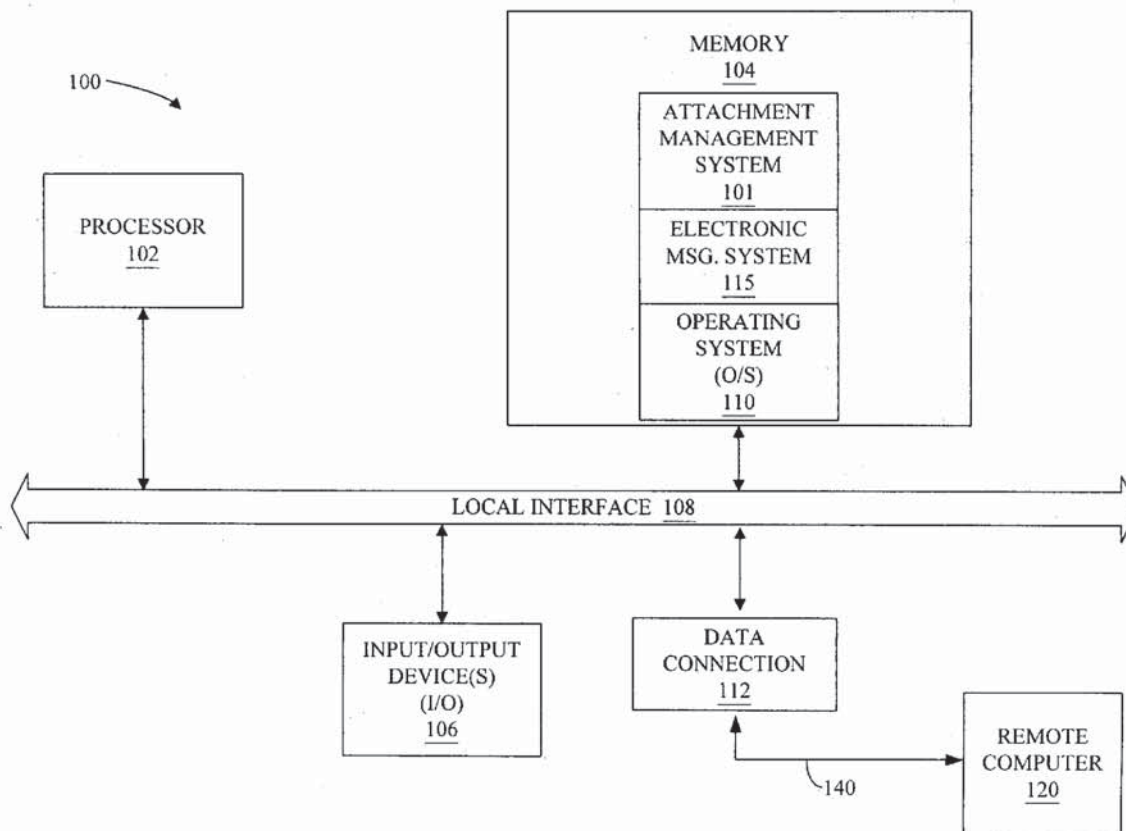 MEMORY
104
100
ATTACHMENT
MANAGEMENT
SYSTEM
101
PROCESSOR
102
ELECTRONIC
MSG. SYSTEM
115
OPERATING
SYSTEM
(O/S)
110
LOCAL INTERFACE 108
INPUT/OUTPUT
DEVICE(S)
(I/O)
106
DATA
CONNECTION
112
REMOTE
COMPUTER
120
140